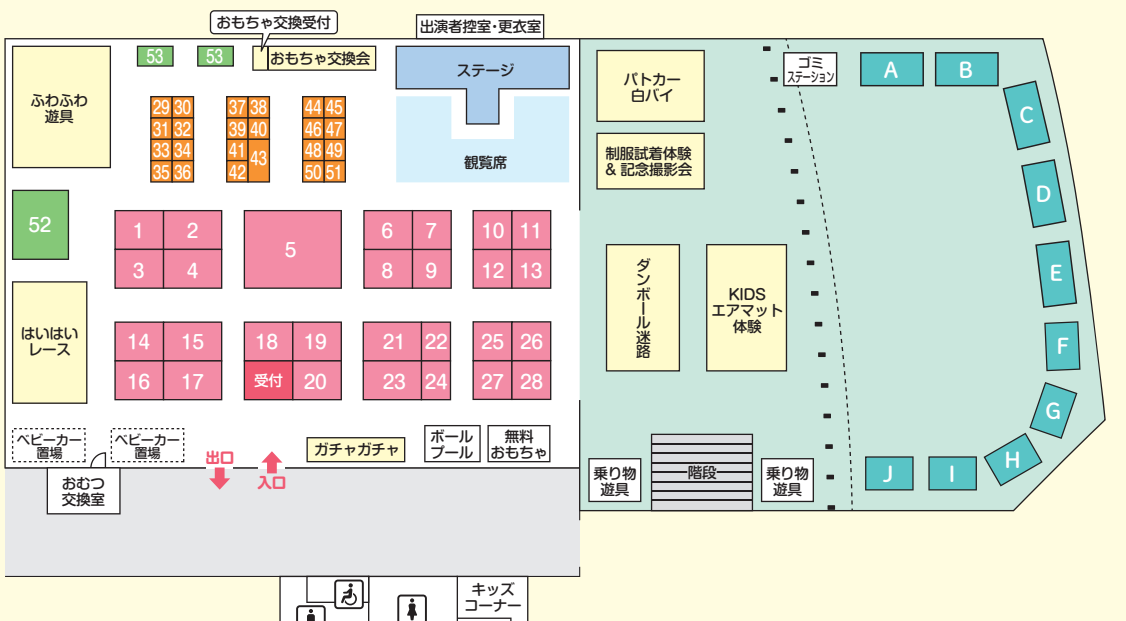 おもちゃ交換受付
出演者控室・更衣室
53
53
おもちゃ交換会
ステージ
観覧席
ふわふわ
遊具
29 30
31 32
33 34
35 36
37 38
39 40
41 43
42
44 45
46 47
48 49
50 51
52
1 2
3 4
5
6 7
8 9
10 11
12 13
はいはい
レース
14 15
16 17
18 19
受付 20
21 22
23 24
25 26
27 28
ベビーカー
置場
ベビーカー
置場
出口
入口
ガチャガチャ
ボール
プール
無料
おもちゃ
おむつ
交換室
キッズ
コーナー
パトカー
白バイ
制服試着体験
& 記念撮影会
ダンボール迷路
KIDS
エアマット
体験
乗り物
遊具
階段
乗り物
遊具
ゴミ
ステーション
A
B
C
D
E
F
G
H
I
J